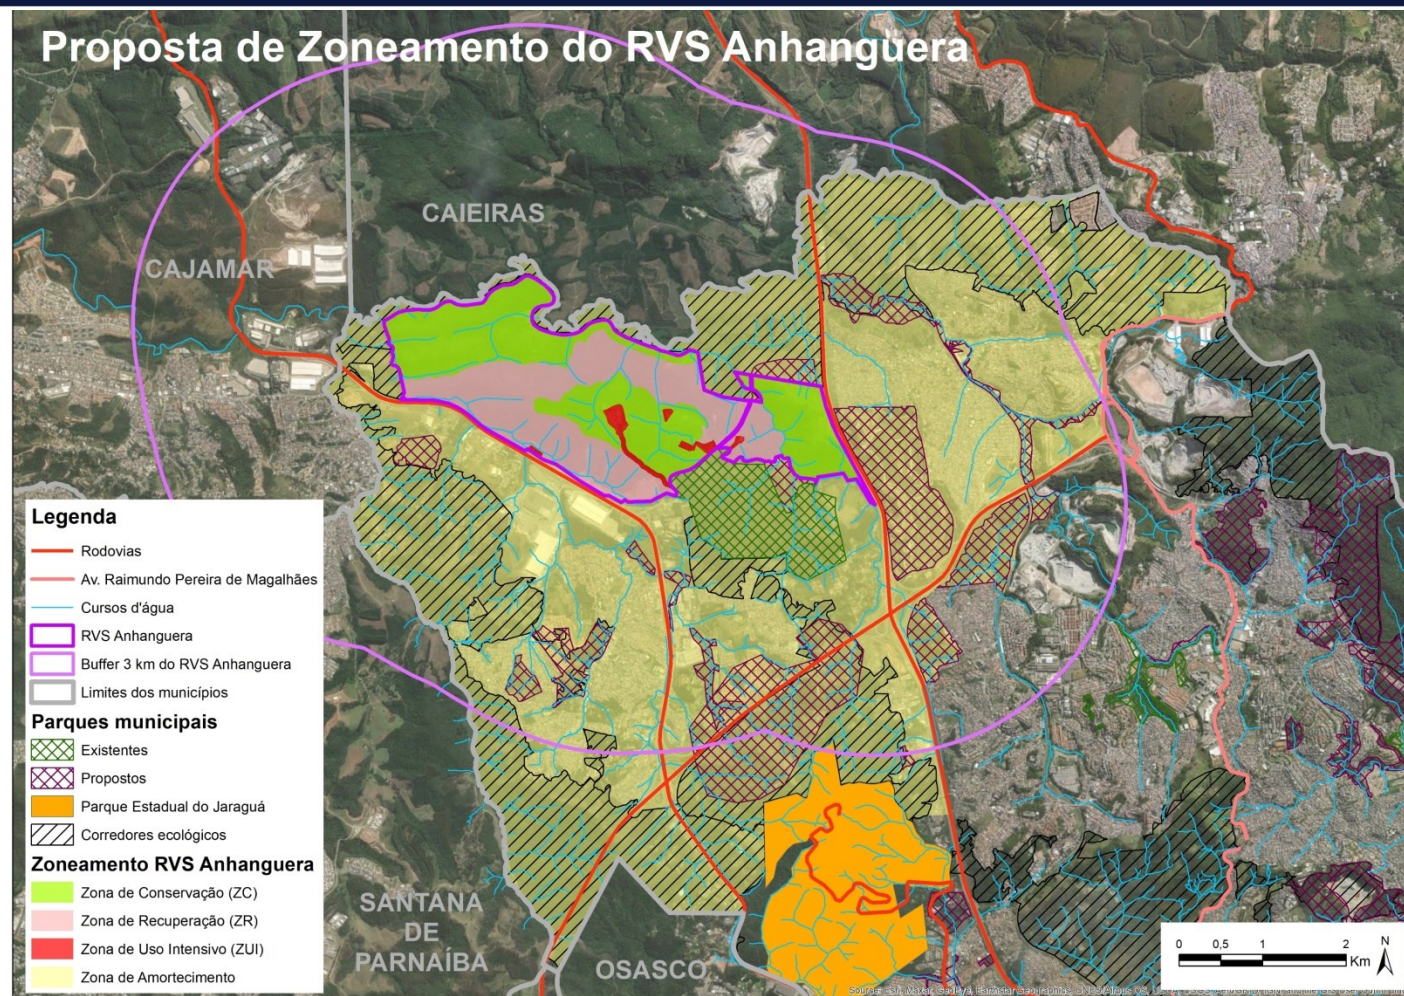 Proposta de Zoneamento do RVS Anhanguera
CAIEIRAS
CAJAMAR
Legenda
Rodovias
Av. Raimundo Pereira de Magalhães
Cursos d'água
RVS Anhanguera
Buffer 3 km do RVS Anhanguera
Limites dos municípios
Parques municipais
Existentes
Propostos
Parque Estadual do Jaraguá
Corredores ecológicos
Zoneamento RVS Anhanguera
Zona de Conservação (ZC)
Zona de Recuperação (ZR)
Zona de Uso Intensivo (ZUI)
Zona de Amortecimento
SANTANA
DE
PARNAÍBA
OSASCO
0 0,5 1 2
Km
N